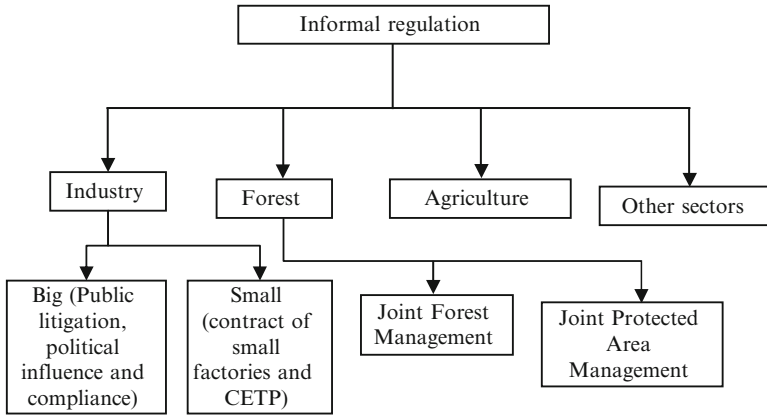 Informal regulation
Industry
Forest
Agriculture
Other sectors
Big (Public
litigation,
political
influence and
compliance)
Small
(contract of
small
factories and
CETP)
Joint Forest
Management
Joint Protected
Area
Management